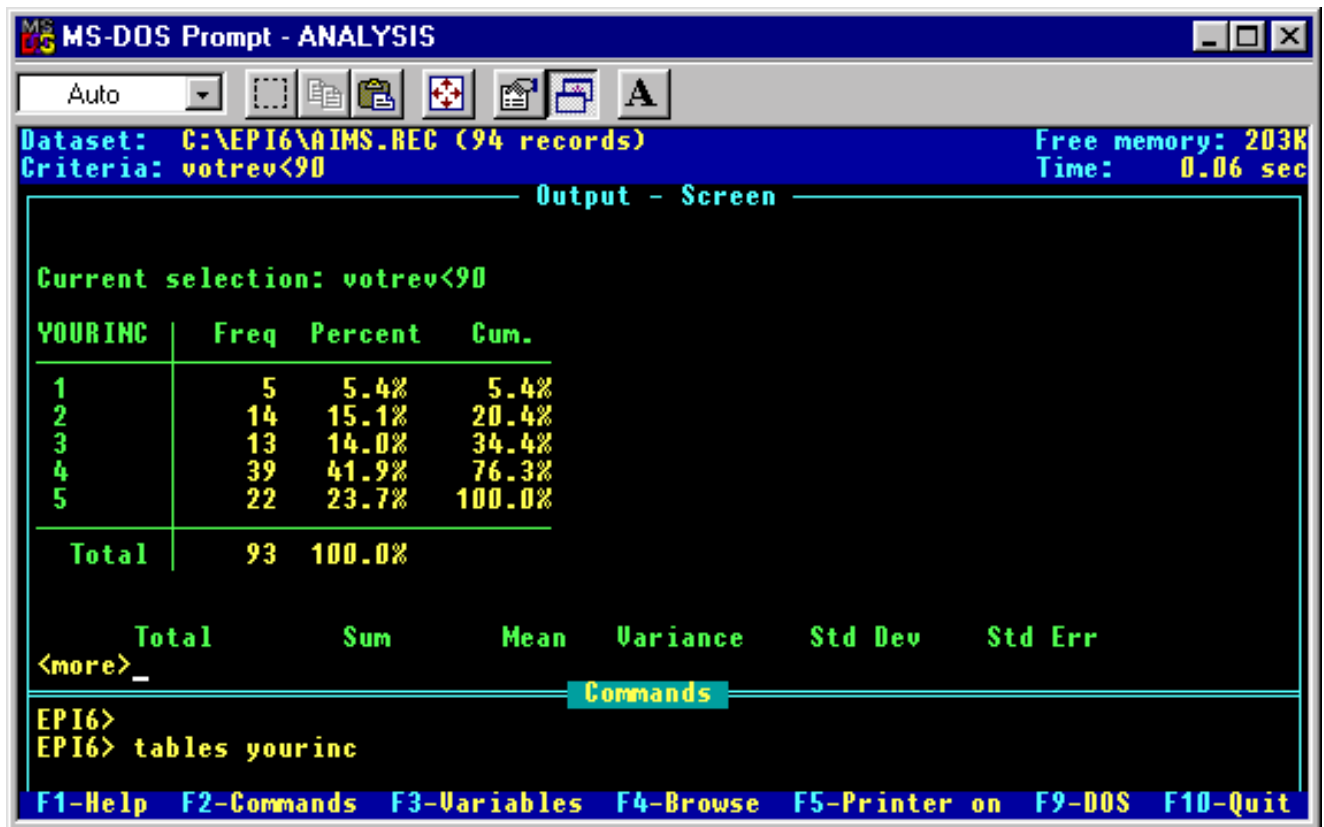 MS-DOS Prompt - ANALYSIS
Auto
A
Dataset: C:\EPI6\AIMS.REC (94 records) Free memory: 203K
Criteria: votrev<90 Time: 0.06 sec
Output - Screen
Current selection: votrev<90
YOURINC | Freq Percent Cum.
1 | 5 5.4% 5.4%
2 | 14 15.1% 20.4%
3 | 13 14.0% 34.4%
4 | 39 41.9% 76.3%
5 | 22 23.7% 100.0%
Total | 93 100.0%
Total Sum Mean Variance Std Dev Std Err
<more>_
Commands
EPI6>
EPI6> tables yourinc
F1-Help F2-Commands F3-Variables F4-Browse F5-Printer on F9-DOS F10-Quit